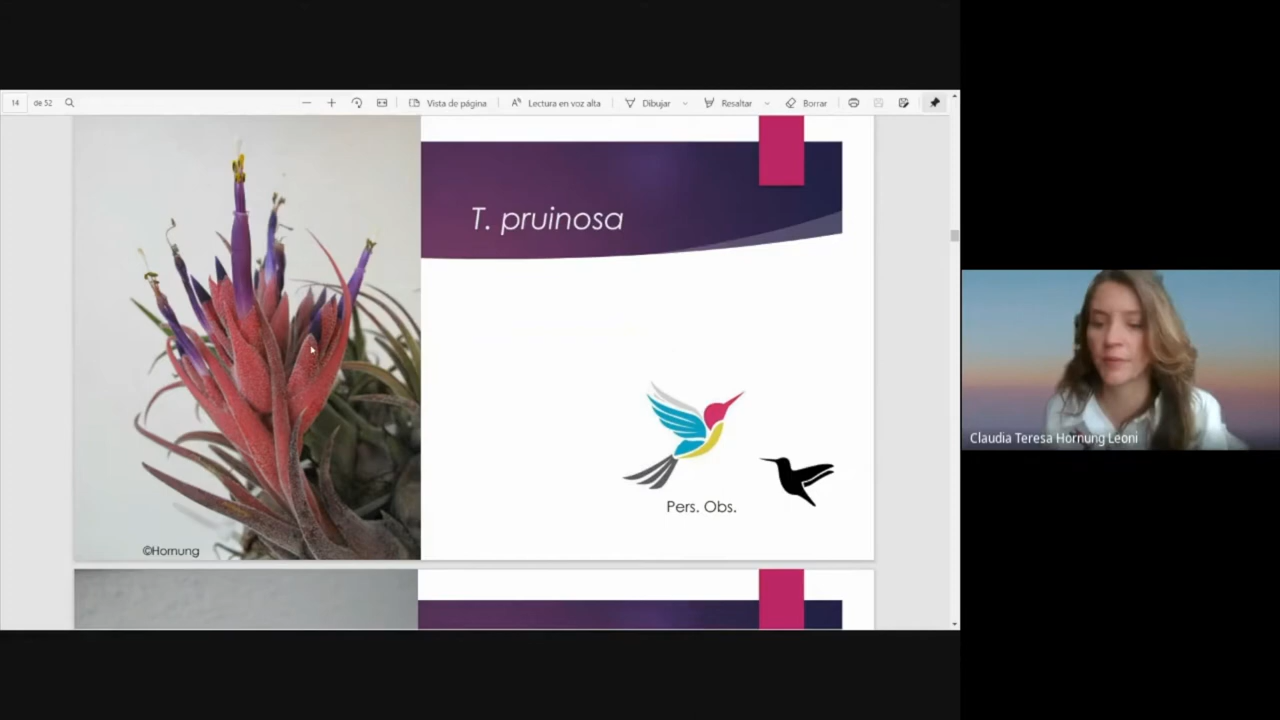 14 de 52 Vista de página Lectura en voz alta Dibujar Resaltar Borrar
T. pruinosa
Pers. Obs.
©Hornung
Claudia Teresa Hornung Leoni